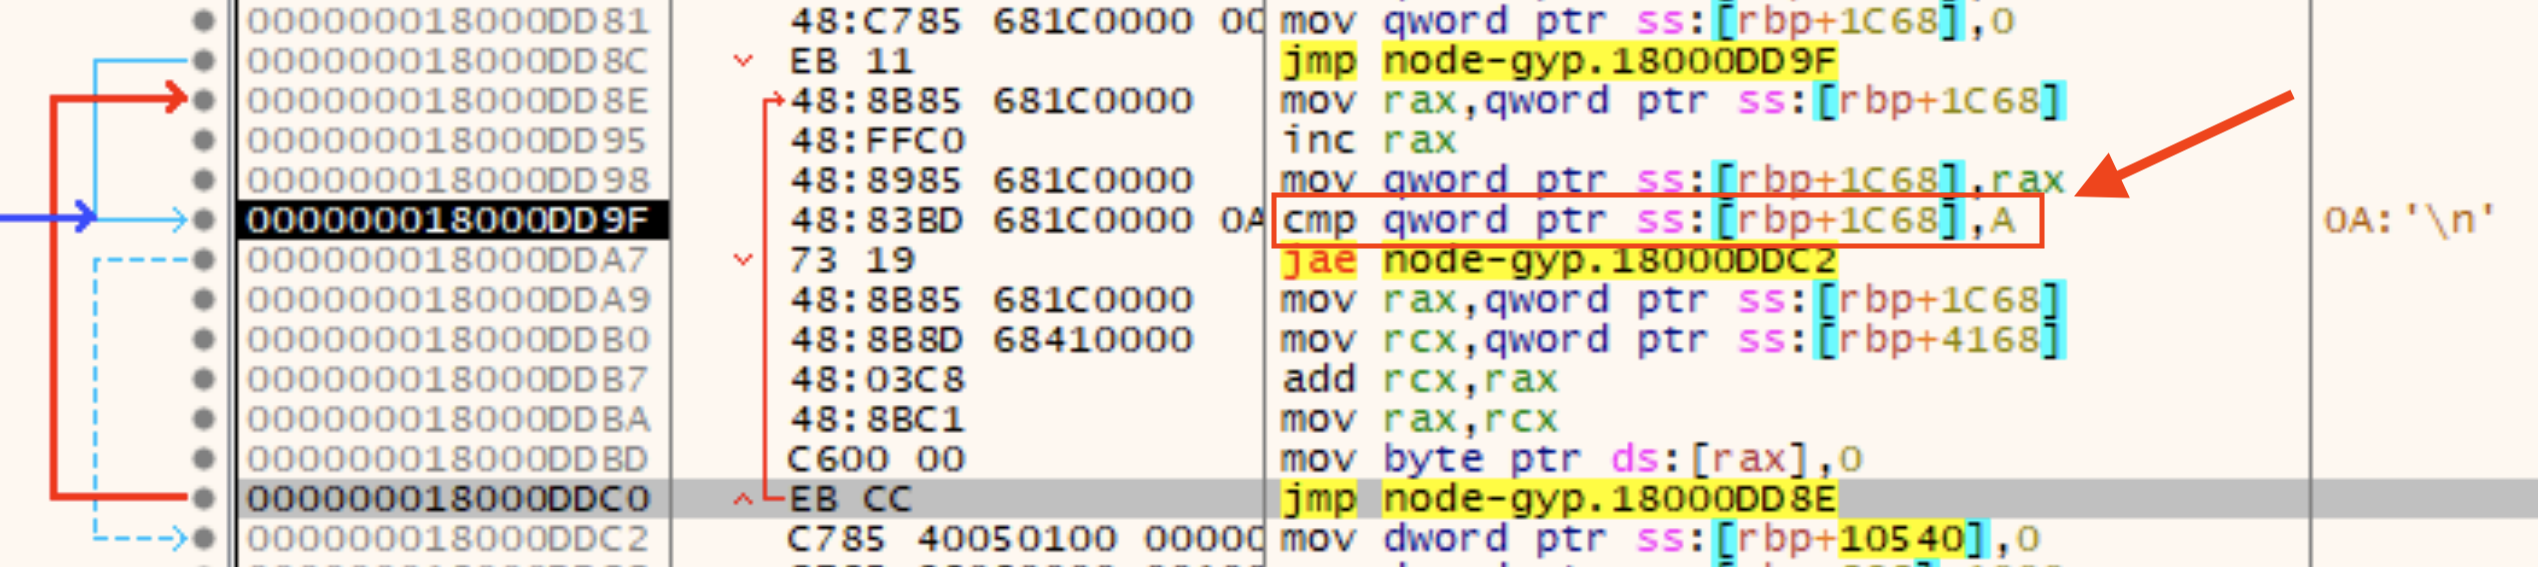 000000018000DD81 48:C785 681C0000 00 mov qword ptr ss:[rbp+1C68],0
000000018000DD8C EB 11 jmp node-gyp.18000DD9F
000000018000DD8E 48:8B85 681C0000 mov rax,qword ptr ss:[rbp+1C68]
000000018000DD95 48:FFC0 inc rax
000000018000DD98 48:8985 681C0000 mov qword ptr ss:[rbp+1C68],rax
000000018000DD9F 48:83BD 681C0000 0A cmp qword ptr ss:[rbp+1C68],A 0A:'\n'
000000018000DDA7 73 19 jae node-gyp.18000DDC2
000000018000DDA9 48:8B85 681C0000 mov rax,qword ptr ss:[rbp+1C68]
000000018000DDB0 48:8B8D 68410000 mov rcx,qword ptr ss:[rbp+4168]
000000018000DDB7 48:03C8 add rcx,rax
000000018000DDBA 48:8BC1 mov rax,rcx
000000018000DDBD C600 00 mov byte ptr ds:[rax],0
000000018000DDC0 EB CC jmp node-gyp.18000DD8E
000000018000DDC2 C785 40050100 00000 mov dword ptr ss:[rbp+10540],0